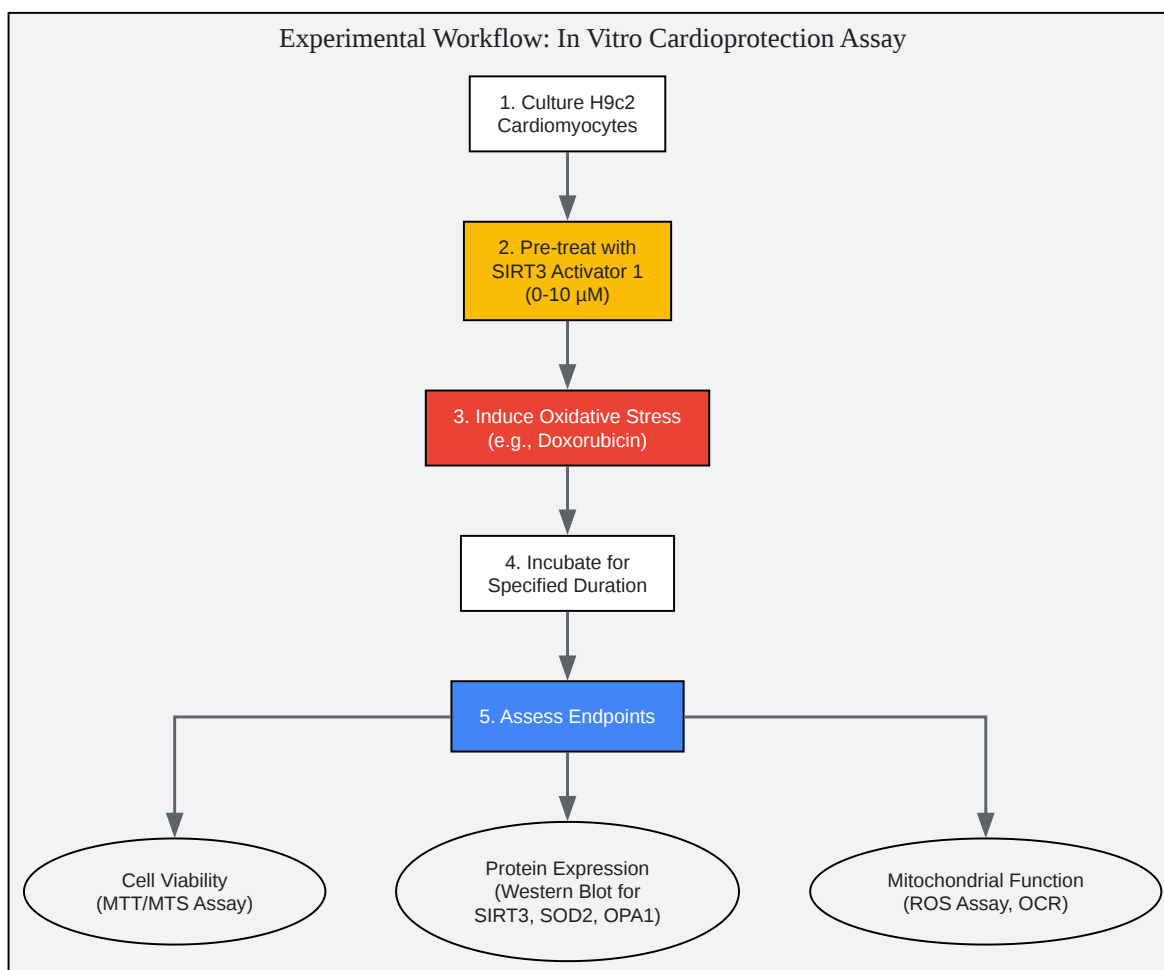 Experimental Workflow: In Vitro Cardioprotection Assay
1. Culture H9c2
Cardiomyocytes
2. Pre-treat with
SIRT3 Activator 1
(0-10 µM)
3. Induce Oxidative Stress
(e.g., Doxorubicin)
4. Incubate for
Specified Duration
5. Assess Endpoints
Cell Viability
(MTT/MTS Assay)
Protein Expression
(Western Blot for
SIRT3, SOD2, OPA1)
Mitochondrial Function
(ROS Assay, OCR)